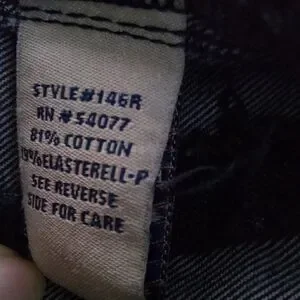 STYLE#146R
RN #54077
81% COTTON
19%ELASTERELL-P
SEE REVERSE
SIDE FOR CARE